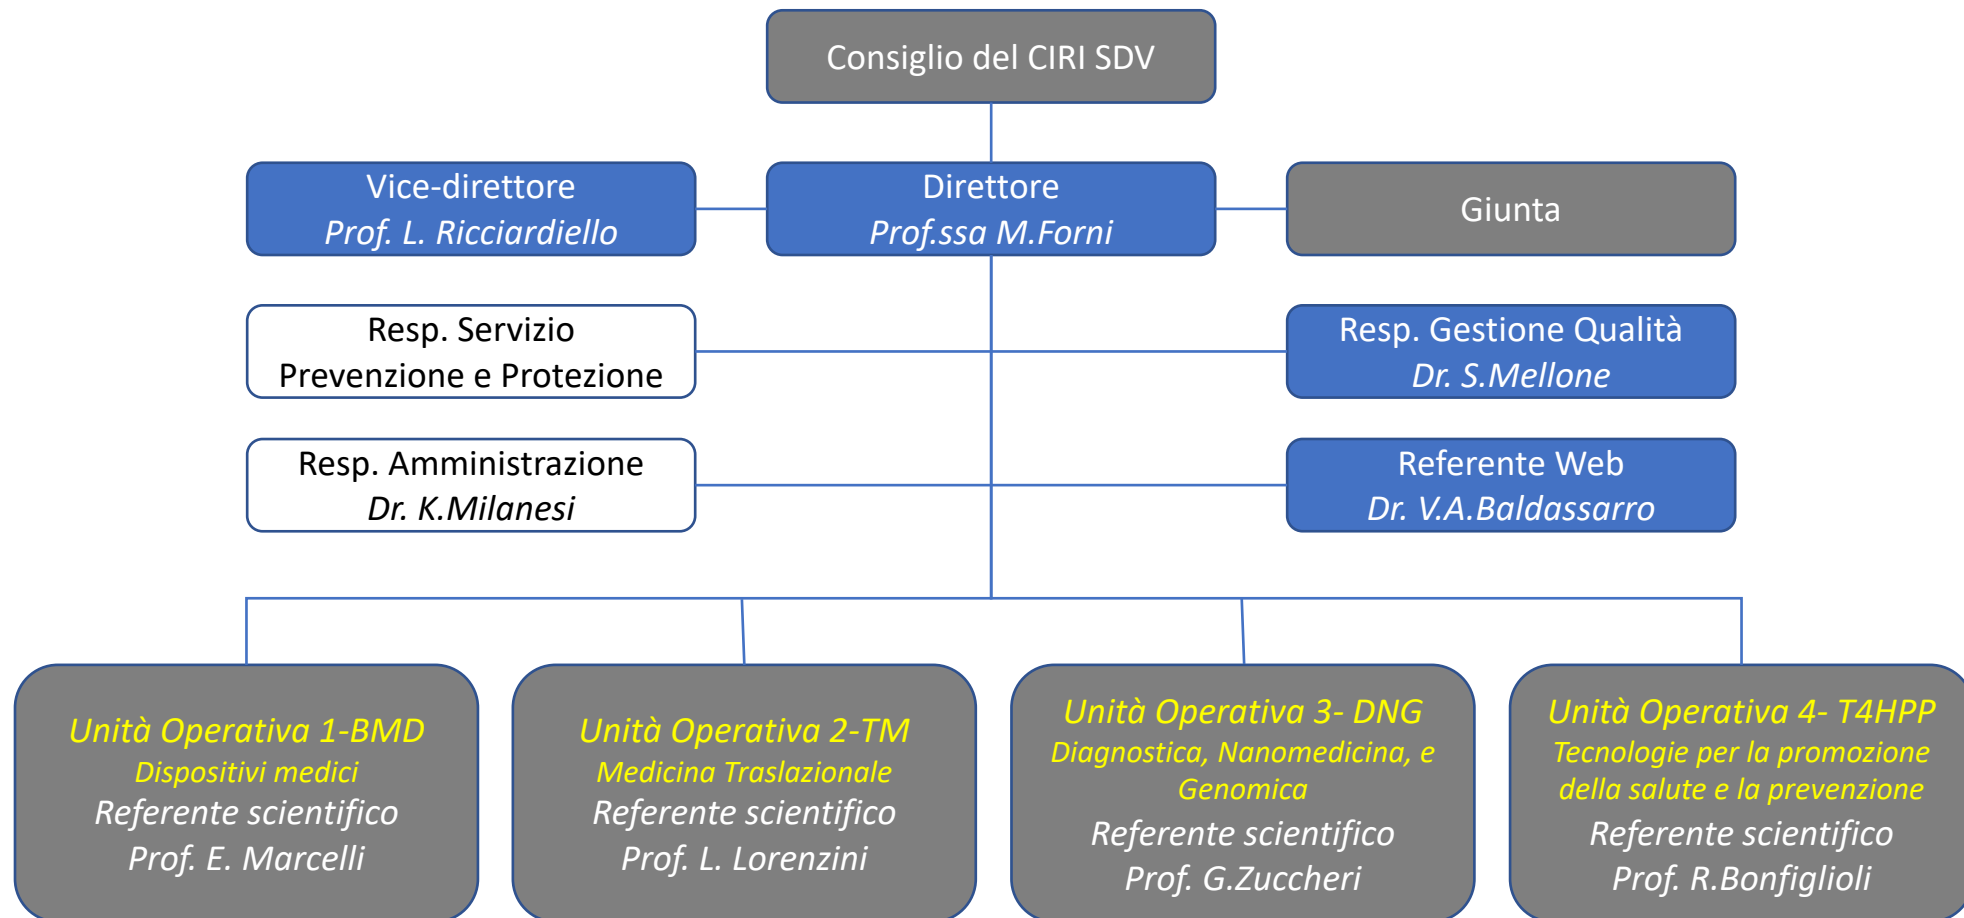 Consiglio del CIRI SDV
Vice-direttore
Prof. L. Ricciardiello
Direttore
Prof.ssa M.Forni
Giunta
Resp. Servizio
Prevenzione e Protezione
Resp. Gestione Qualità
Dr. S.Mellone
Resp. Amministrazione
Dr. K.Milanesi
Referente Web
Dr. V.A.Baldassarro
Unità Operativa 1-BMD
Dispositivi medici
Referente scientifico
Prof. E. Marcelli
Unità Operativa 2-TM
Medicina Traslazionale
Referente scientifico
Prof. L. Lorenzini
Unità Operativa 3- DNG
Diagnostica, Nanomedicina, e
Genomica
Referente scientifico
Prof. G.Zuccheri
Unità Operativa 4- T4HPP
Tecnologie per la promozione
della salute e la prevenzione
Referente scientifico
Prof. R.Bonfiglioli